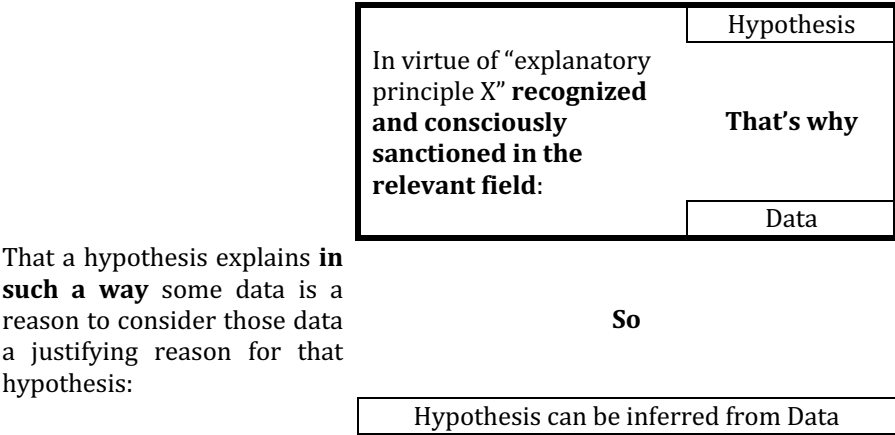 Hypothesis
In virtue of “explanatory
principle X” recognized
and consciously
sanctioned in the
relevant field:
That’s why
Data
That a hypothesis explains in
such a way some data is a
reason to consider those data
a justifying reason for that
hypothesis:
So
Hypothesis can be inferred from Data